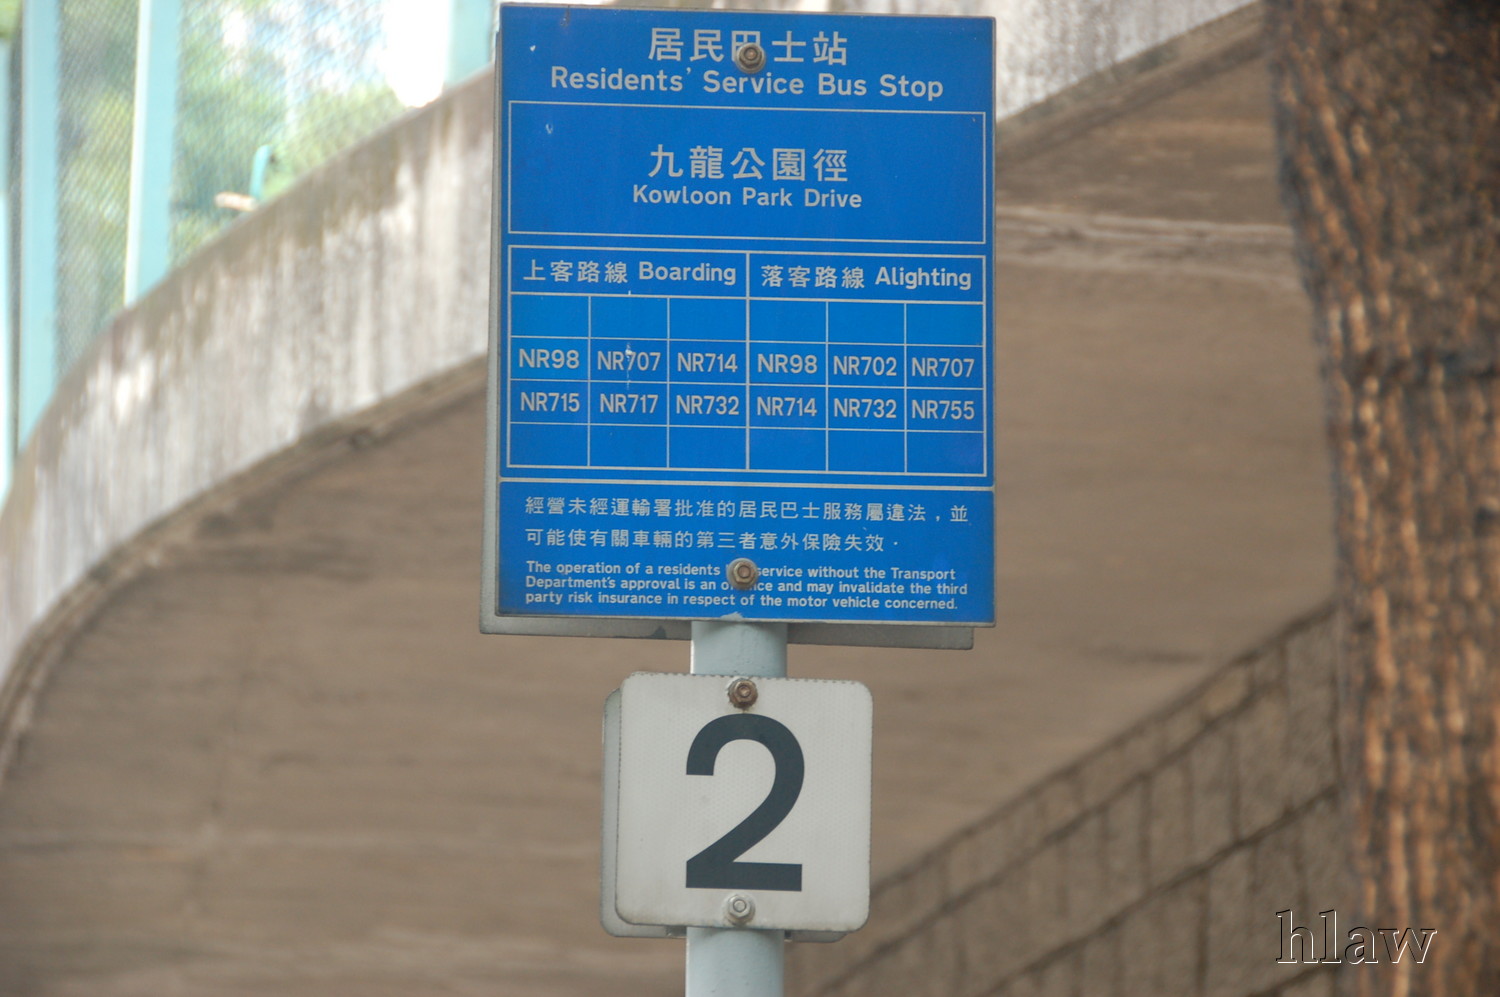 居民巴士站
Residents' Service Bus Stop
九龍公園徑
Kowloon Park Drive
上客路線 Boarding 落客路線 Alighting
NR98 NR707 NR714 NR98 NR702 NR707
NR715 NR717 NR732 NR714 NR732 NR755
經營未經運輸署批准的居民巴士服務屬違法，並
可能使有關車輛的第三者意外保險失效．
The operation of a residents service without the Transport
Department's approval is an and may invalidate the third
party risk insurance in respect of the motor vehicle concerned.
2
hlaw